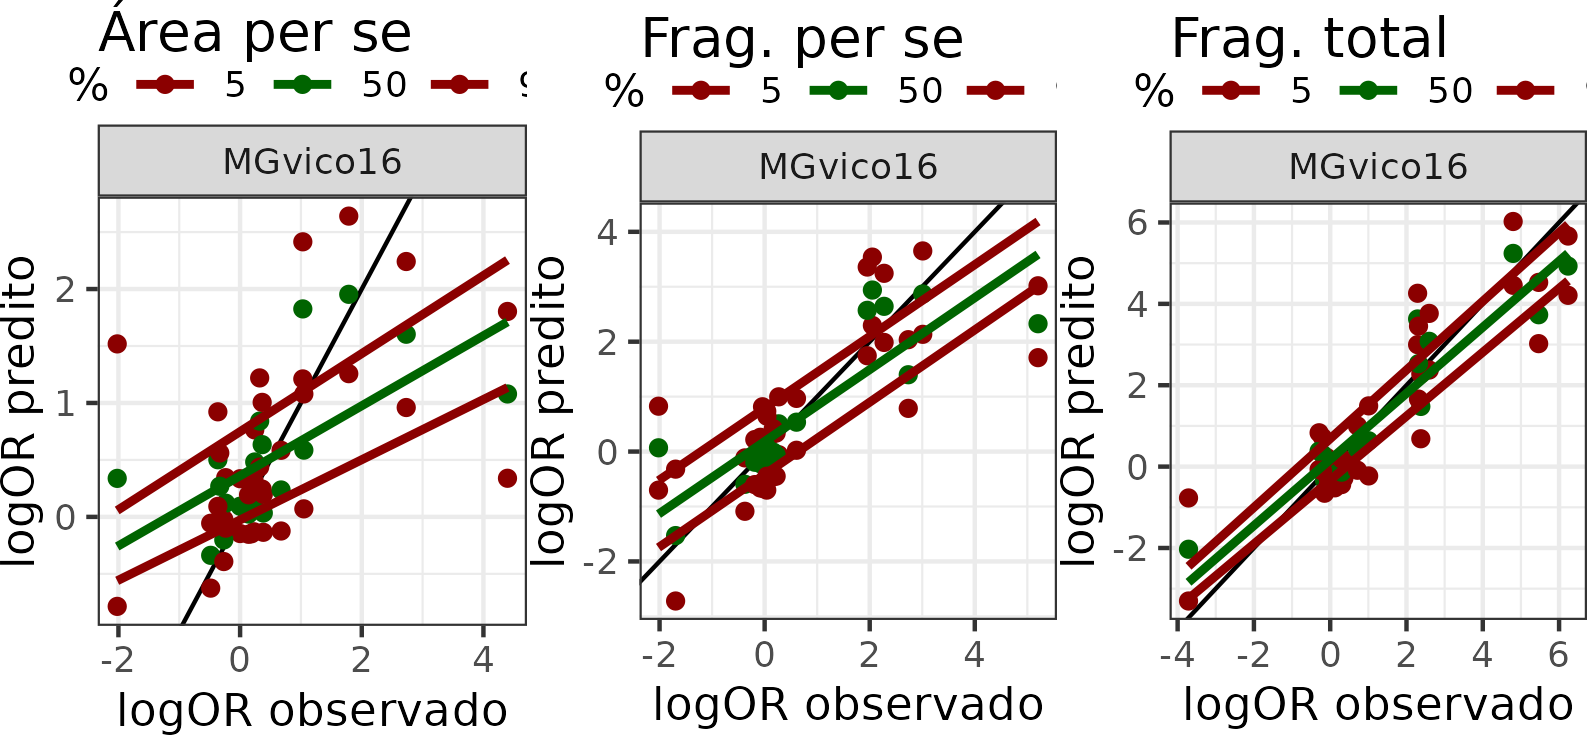 Área per se
% 5 50
MGvico16
logOR predito
2
1
0
-2 0 2 4
logOR observado
Frag. per se
% 5 50
MGvico16
logOR predito
4
2
0
-2
-2 0 2 4
logOR observado
Frag. total
% 5 50
MGvico16
logOR predito
6
4
2
0
-2
-4 -2 0 2 4 6
logOR observado